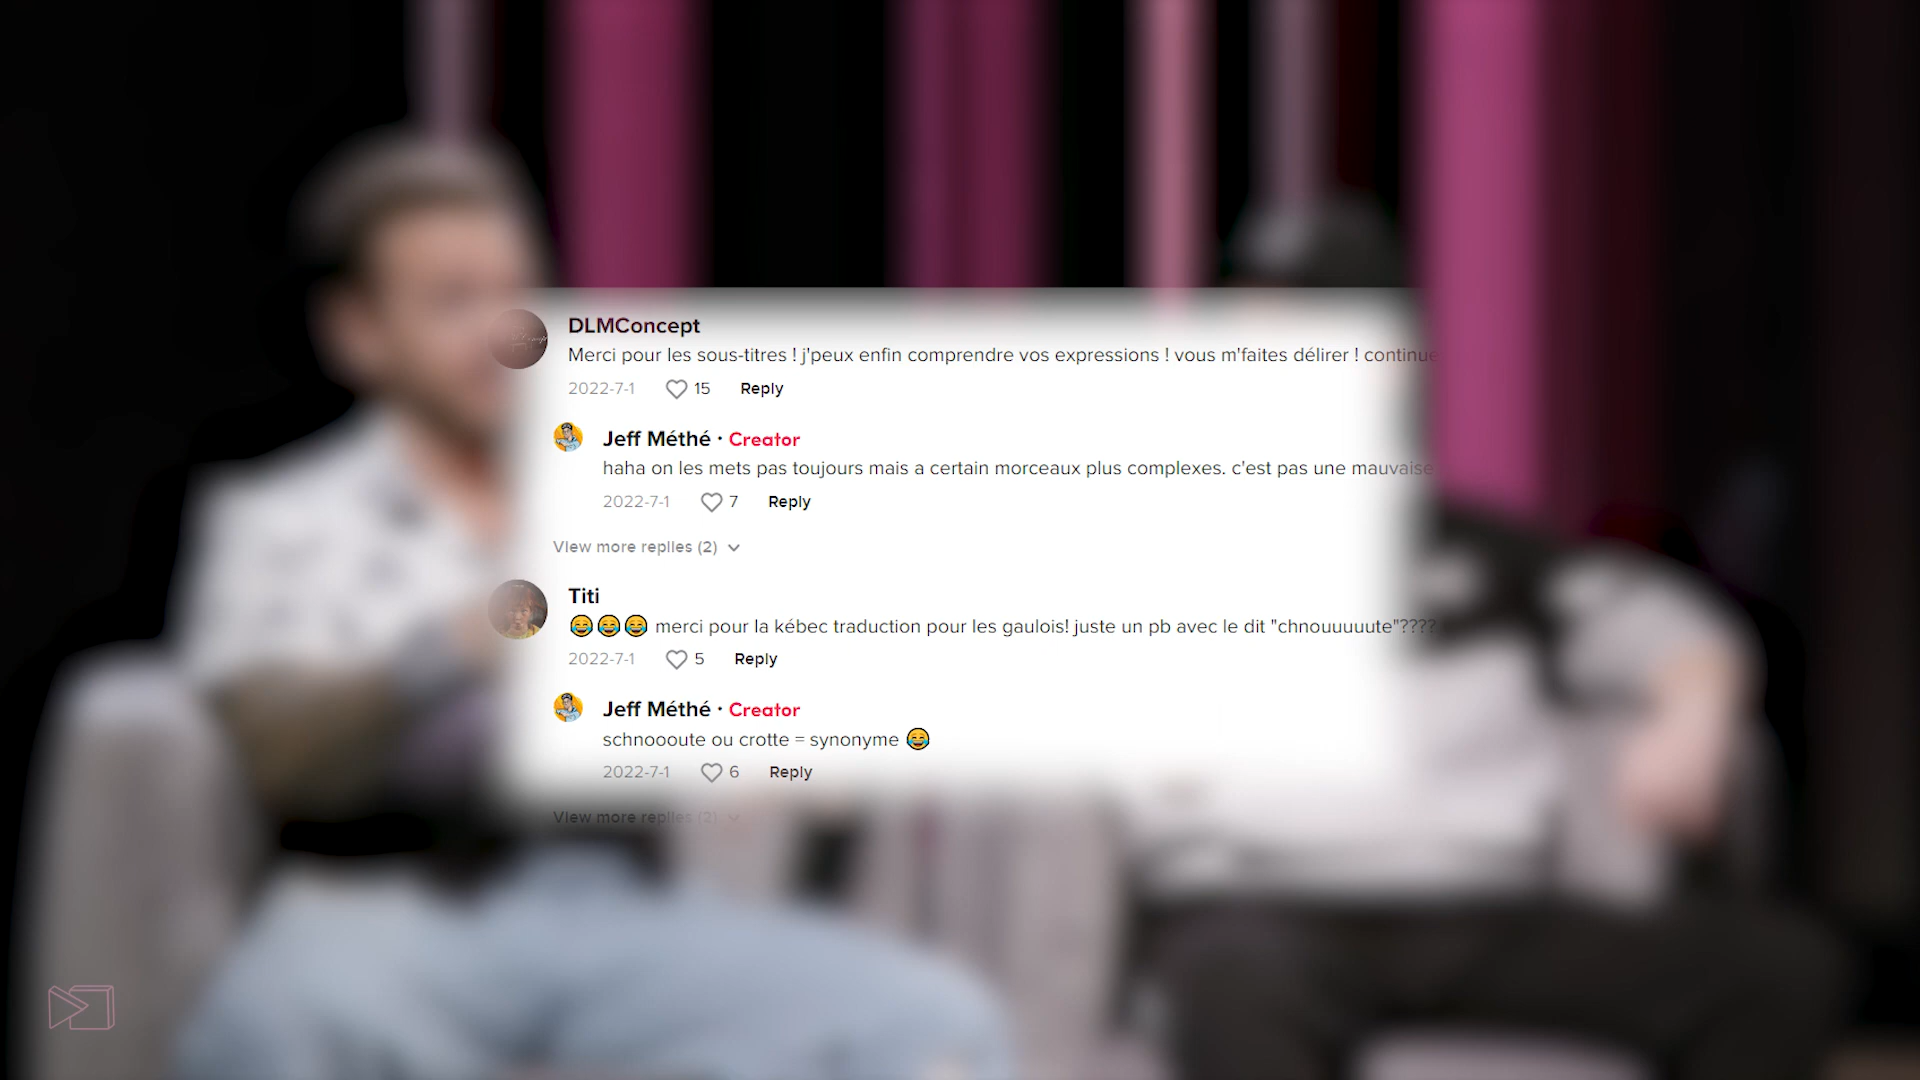 DLMConcept
Merci pour les sous-titres ! j'peux enfin comprendre vos expressions ! vous m'faites délirer ! continue
2022-7-1 15 Reply
Jeff Méthé · Creator
haha on les mets pas toujours mais a certain morceaux plus complexes. c'est pas une mauvaise
2022-7-1 7 Reply
View more replies (2)
Titi
😂😂😂 merci pour la kébec traduction pour les gaulois! juste un pb avec le dit "chnouuuuute"????
2022-7-1 5 Reply
Jeff Méthé · Creator
schnoooute ou crotte = synonyme 😂
2022-7-1 6 Reply
View more replies (2)